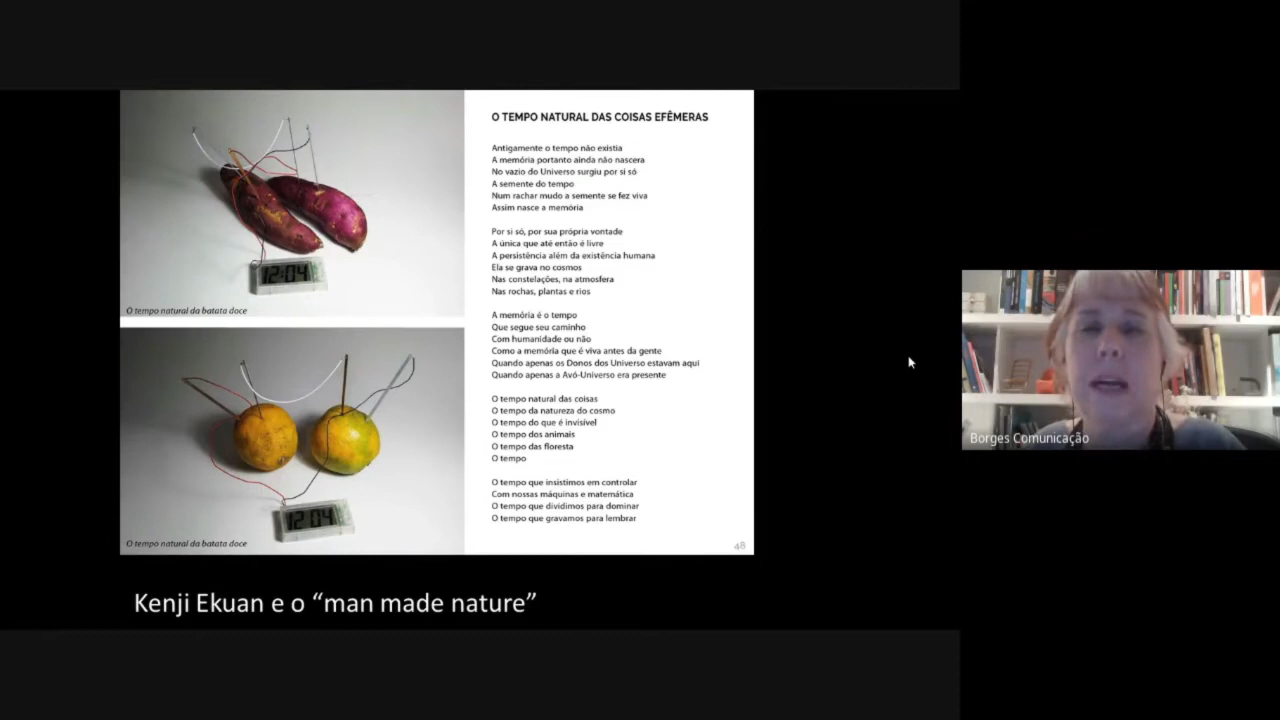 O TEMPO NATURAL DAS COISAS EFÊMERAS
Antigamente o tempo não existia
A memória portanto ainda não nascera
No vazio do Universo surgiu por si só
A semente do tempo
Num rachar mudo a semente se fez viva
Assim nasce a memória
Por si só, por sua própria vontade
A única que até então é livre
A persistência além da existência humana
Ela se grava no cosmos
Nas constelações, na atmosfera
Nas rochas, plantas e rios
A memória é o tempo
Que segue seu caminho
Com humanidade ou não
Como a memória que é viva antes da gente
Quando apenas os Donos dos Universo estavam aqui
Quando apenas a Avó-Universo era presente
O tempo natural das coisas
O tempo da natureza do cosmo
O tempo do que é invisível
O tempo dos animais
O tempo das floresta
O tempo
O tempo que insistimos em controlar
Com nossas máquinas e matemática
O tempo que dividimos para dominar
O tempo que gravamos para lembrar
48
12:04
O tempo natural da batata doce
12 04
O tempo natural da batata doce
Kenji Ekuan e o “man made nature”
Borges Comunicação